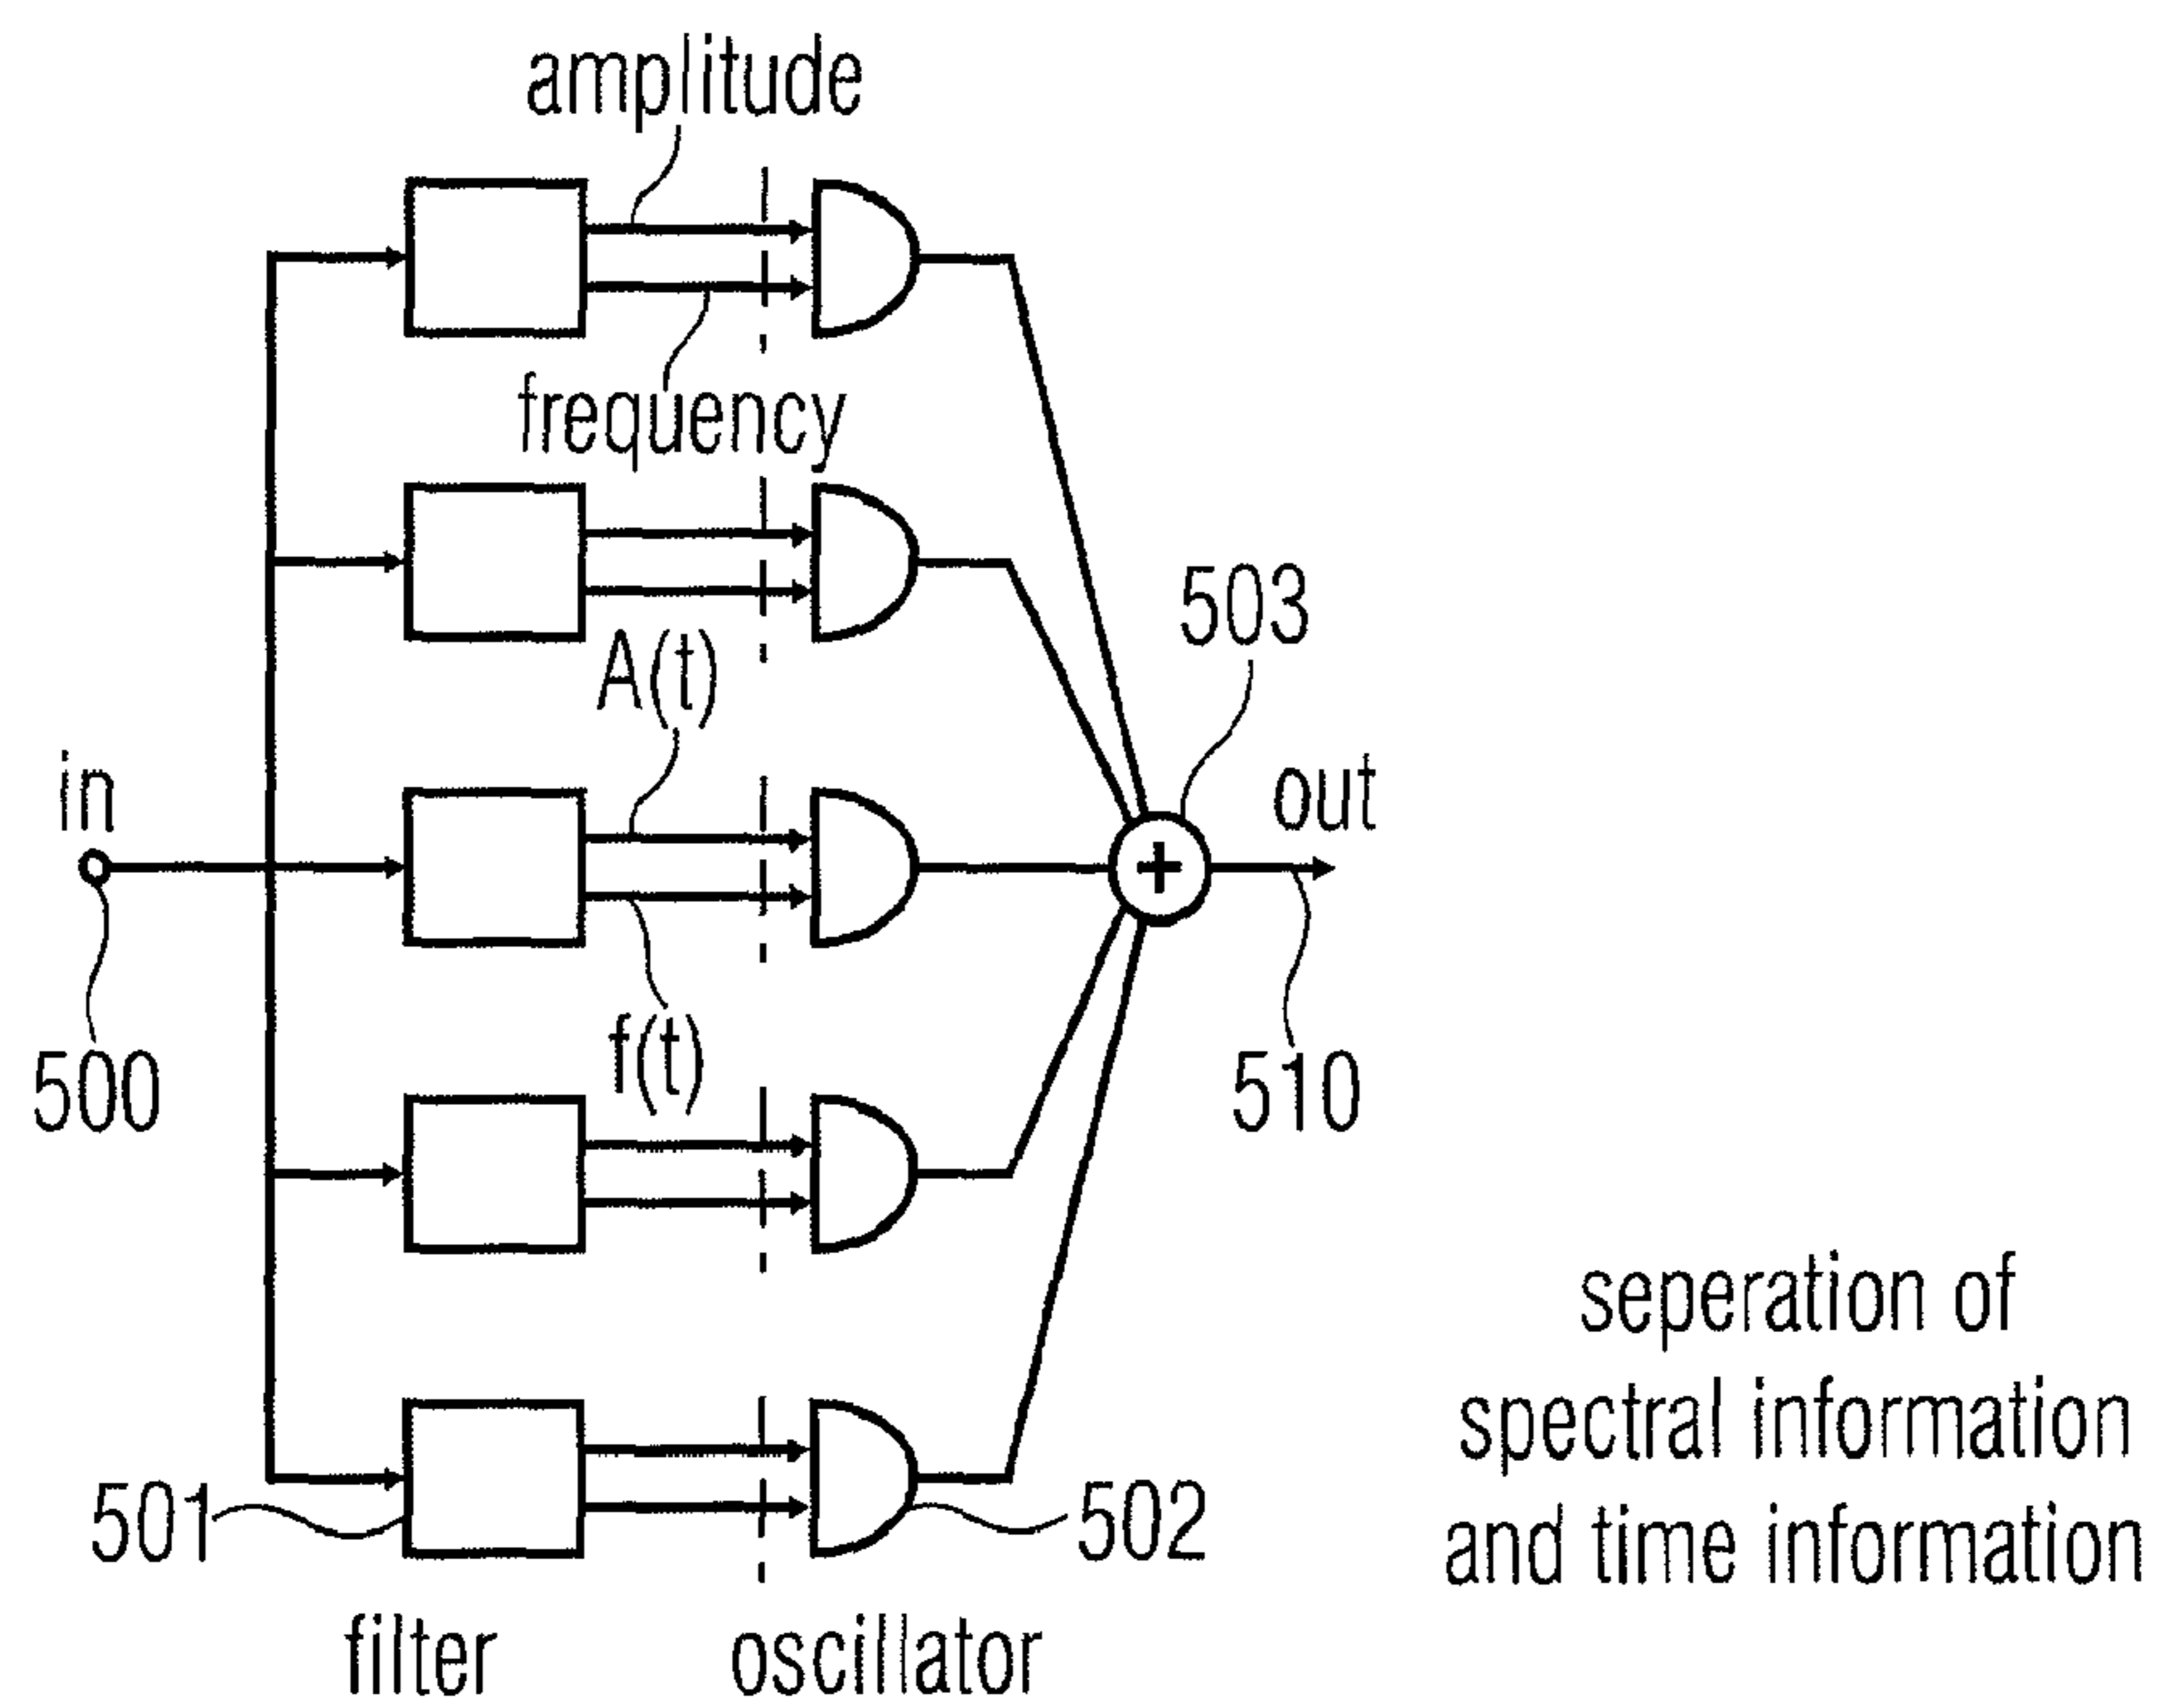 amplitude
frequency
A(t)
503
in
out
f(t)
500
510
seperation of
spectral information
and time information
501
502
filter
oscillator